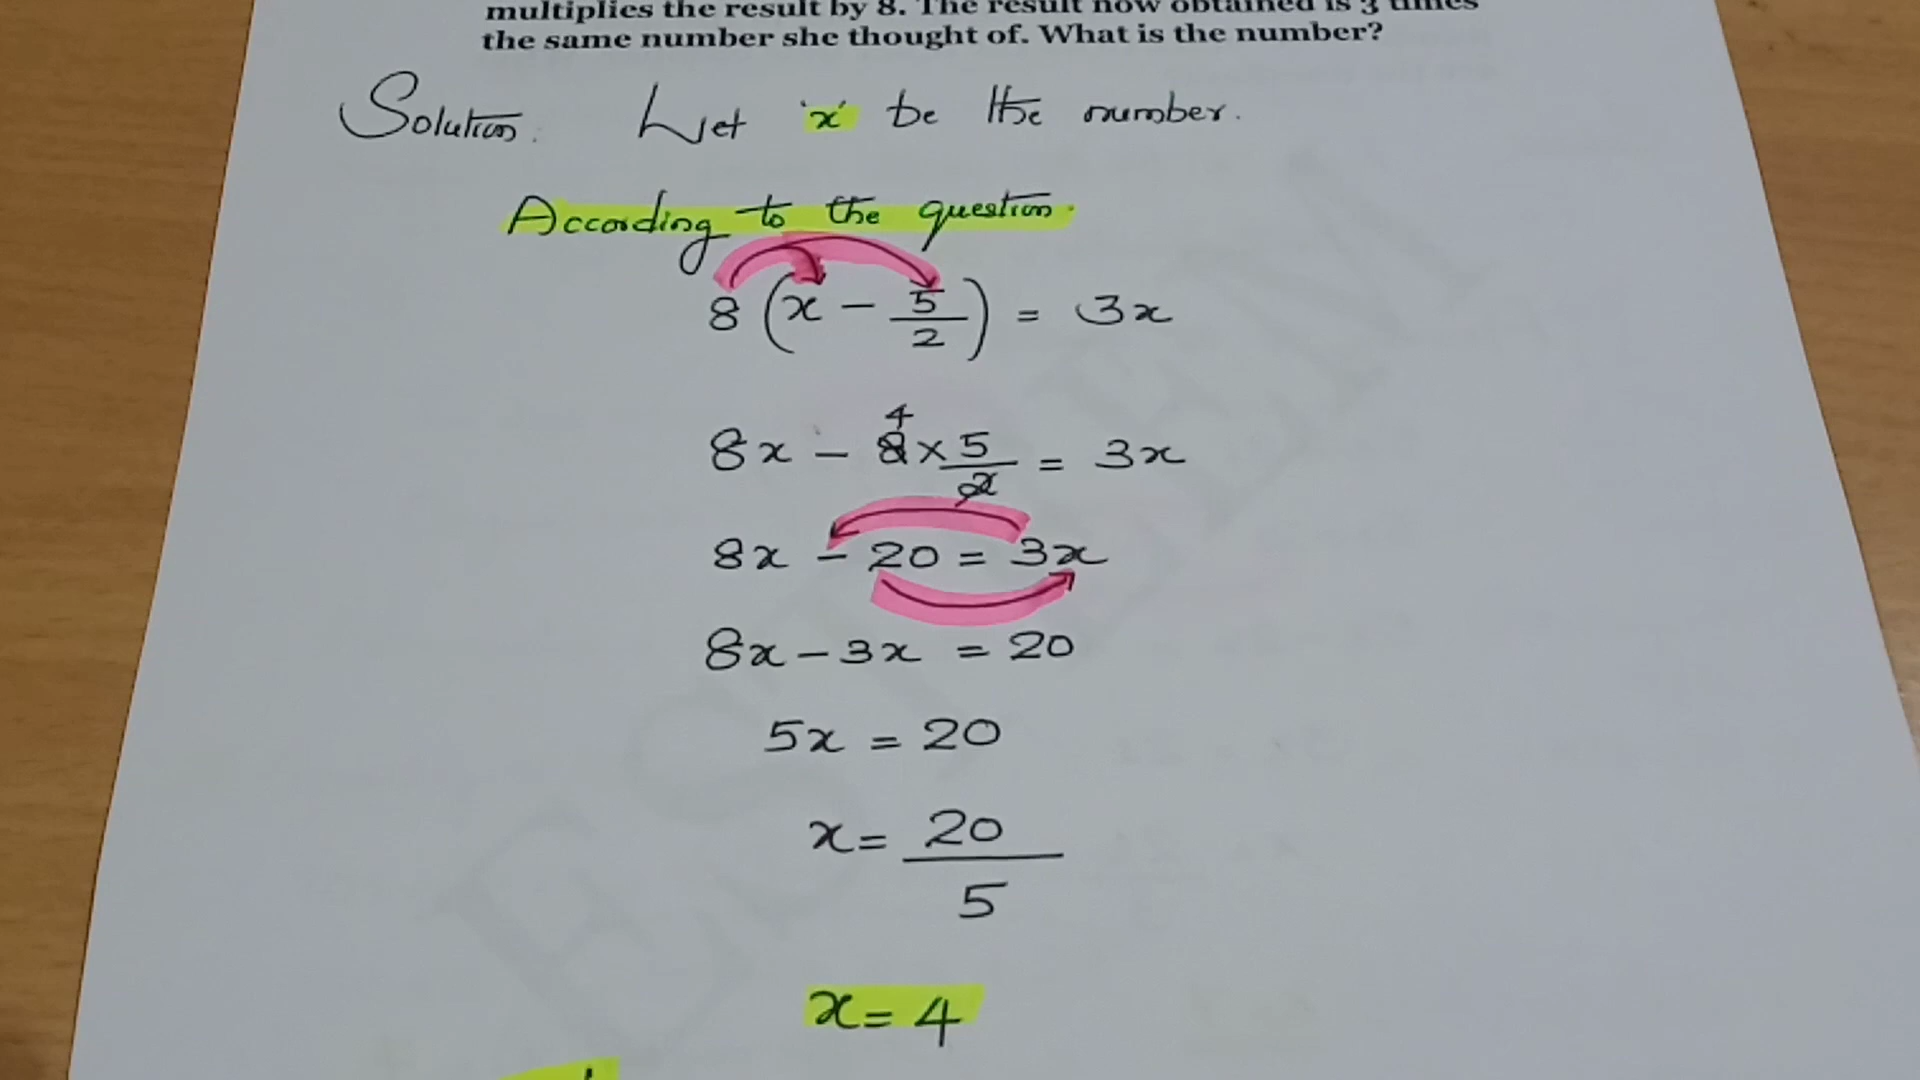 multiplies the result by 8. The result now obtained is 3 times
the same number she thought of. What is the number?
Solution. Let 'x' be the number.
According to the question.
8 (x - 5/2) = 3x
8x - 8 4 × 5/2 = 3x
8x - 20 = 3x
8x - 3x = 20
5x = 20
x = 20/5
x = 4